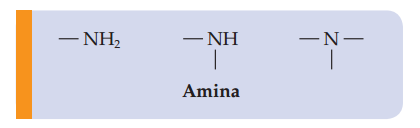 — NH₂ — NH — N —
Amina